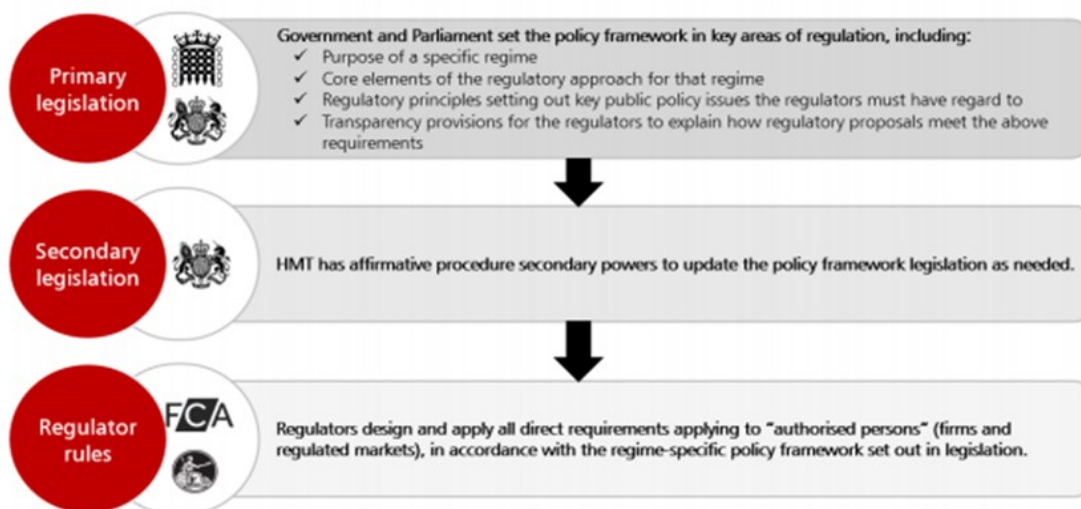 Primary
legislation
Government and Parliament set the policy framework in key areas of regulation, including:
✓ Purpose of a specific regime
✓ Core elements of the regulatory approach for that regime
✓ Regulatory principles setting out key public policy issues the regulators must have regard to
✓ Transparency provisions for the regulators to explain how regulatory proposals meet the above
requirements
Secondary
legislation
HMT has affirmative procedure secondary powers to update the policy framework legislation as needed.
Regulator
rules
FCA
Regulators design and apply all direct requirements applying to “authorised persons” (firms and
regulated markets), in accordance with the regime-specific policy framework set out in legislation.